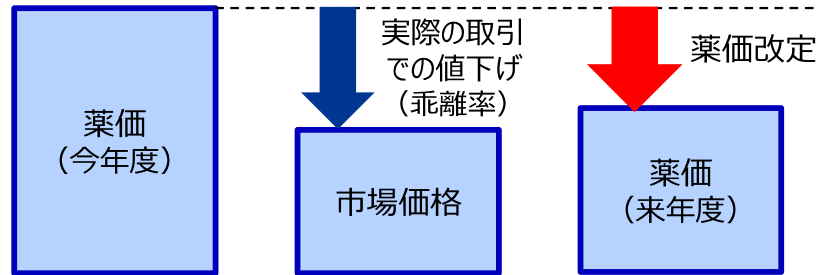 薬価
（今年度）
実際の取引
での値下げ
（乖離率）
市場価格
薬価改定
薬価
（来年度）